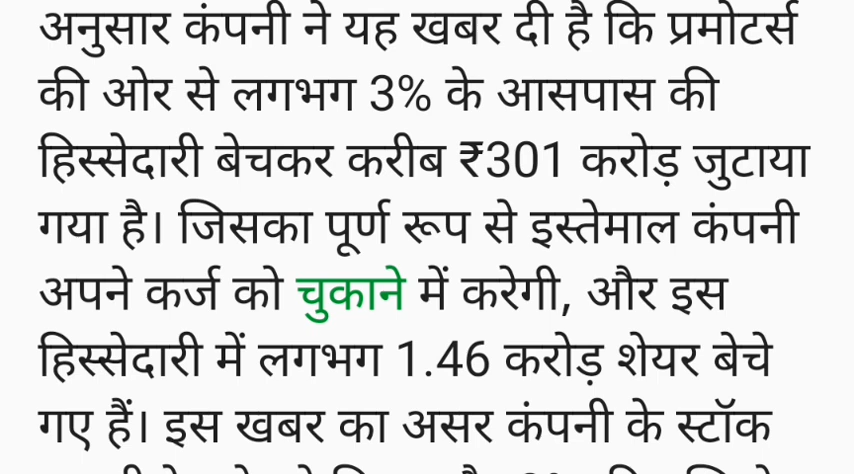 अनुसार कंपनी ने यह खबर दी है कि प्रमोटर्स
की ओर से लगभग 3% के आसपास की
हिस्सेदारी बेचकर करीब ₹301 करोड़ जुटाया
गया है। जिसका पूर्ण रूप से इस्तेमाल कंपनी
अपने कर्ज को चुकाने में करेगी, और इस
हिस्सेदारी में लगभग 1.46 करोड़ शेयर बेचे
गए हैं। इस खबर का असर कंपनी के स्टॉक